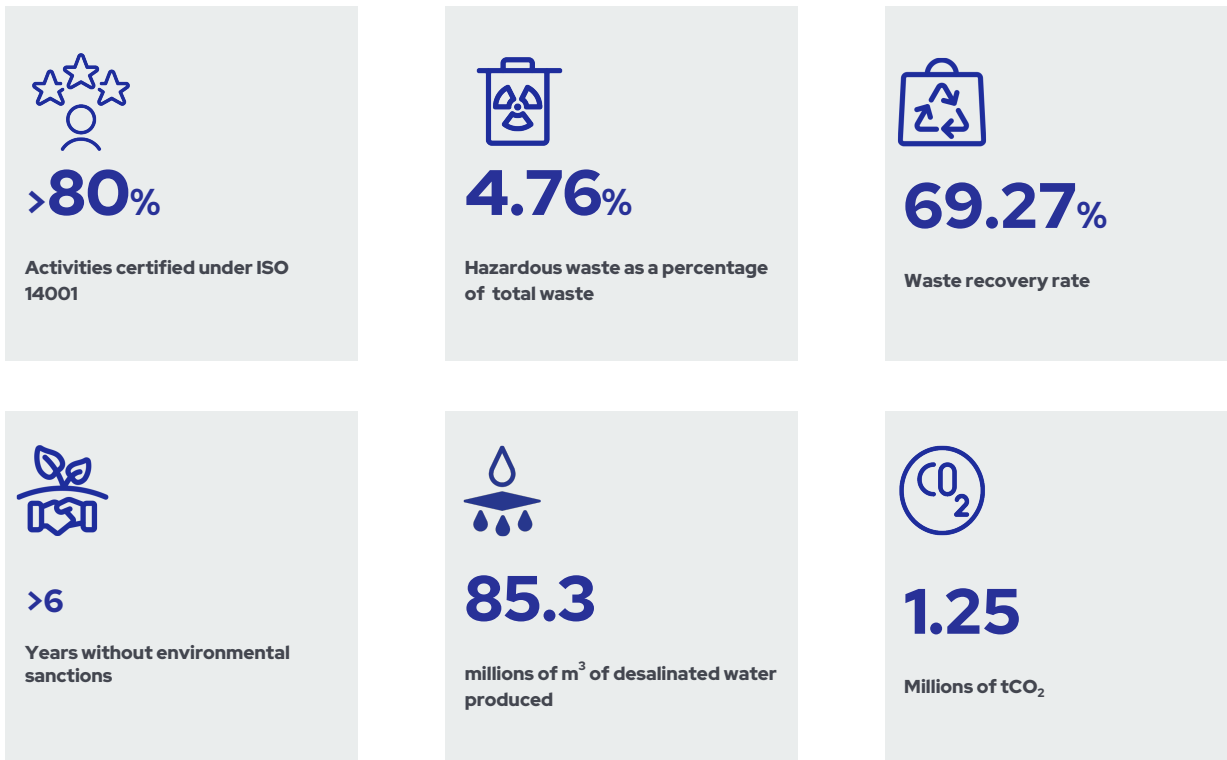 >80%
Activities certified under ISO
14001
4.76%
Hazardous waste as a percentage
of total waste
69.27%
Waste recovery rate
>6
Years without environmental
sanctions
85.3
millions of m³ of desalinated water
produced
CO₂
1.25
Millions of tCO₂